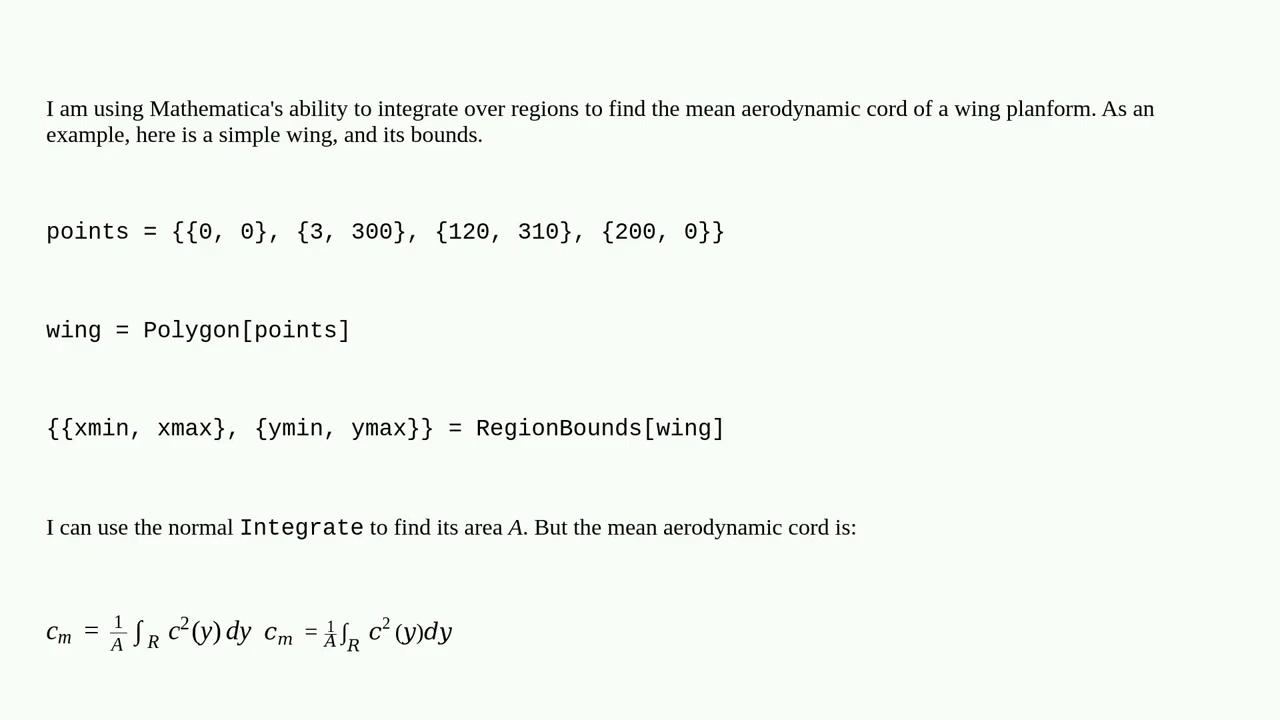 I am using Mathematica's ability to integrate over regions to find the mean aerodynamic cord of a wing planform. As an
example, here is a simple wing, and its bounds.
points = {{0, 0}, {3, 300}, {120, 310}, {200, 0}}
wing = Polygon[points]
{{xmin, xmax}, {ymin, ymax}} = RegionBounds[wing]
I can use the normal Integrate to find its area A. But the mean aerodynamic cord is:
c_m = 1/A ∫_R c²(y) dy c_m = 1/A ∫_R c²(y)dy